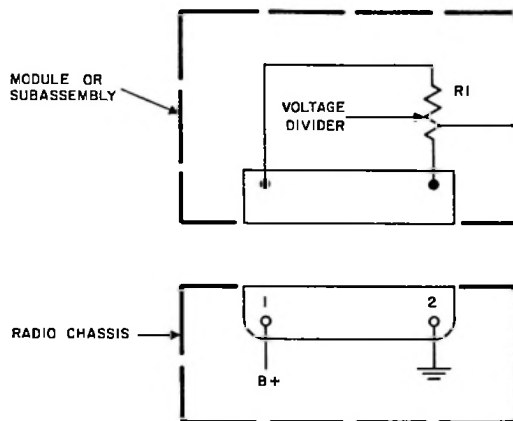 MODULE OR
SUBASSEMBLY
VOLTAGE
DIVIDER
R1
RADIO CHASSIS
1
2
B+